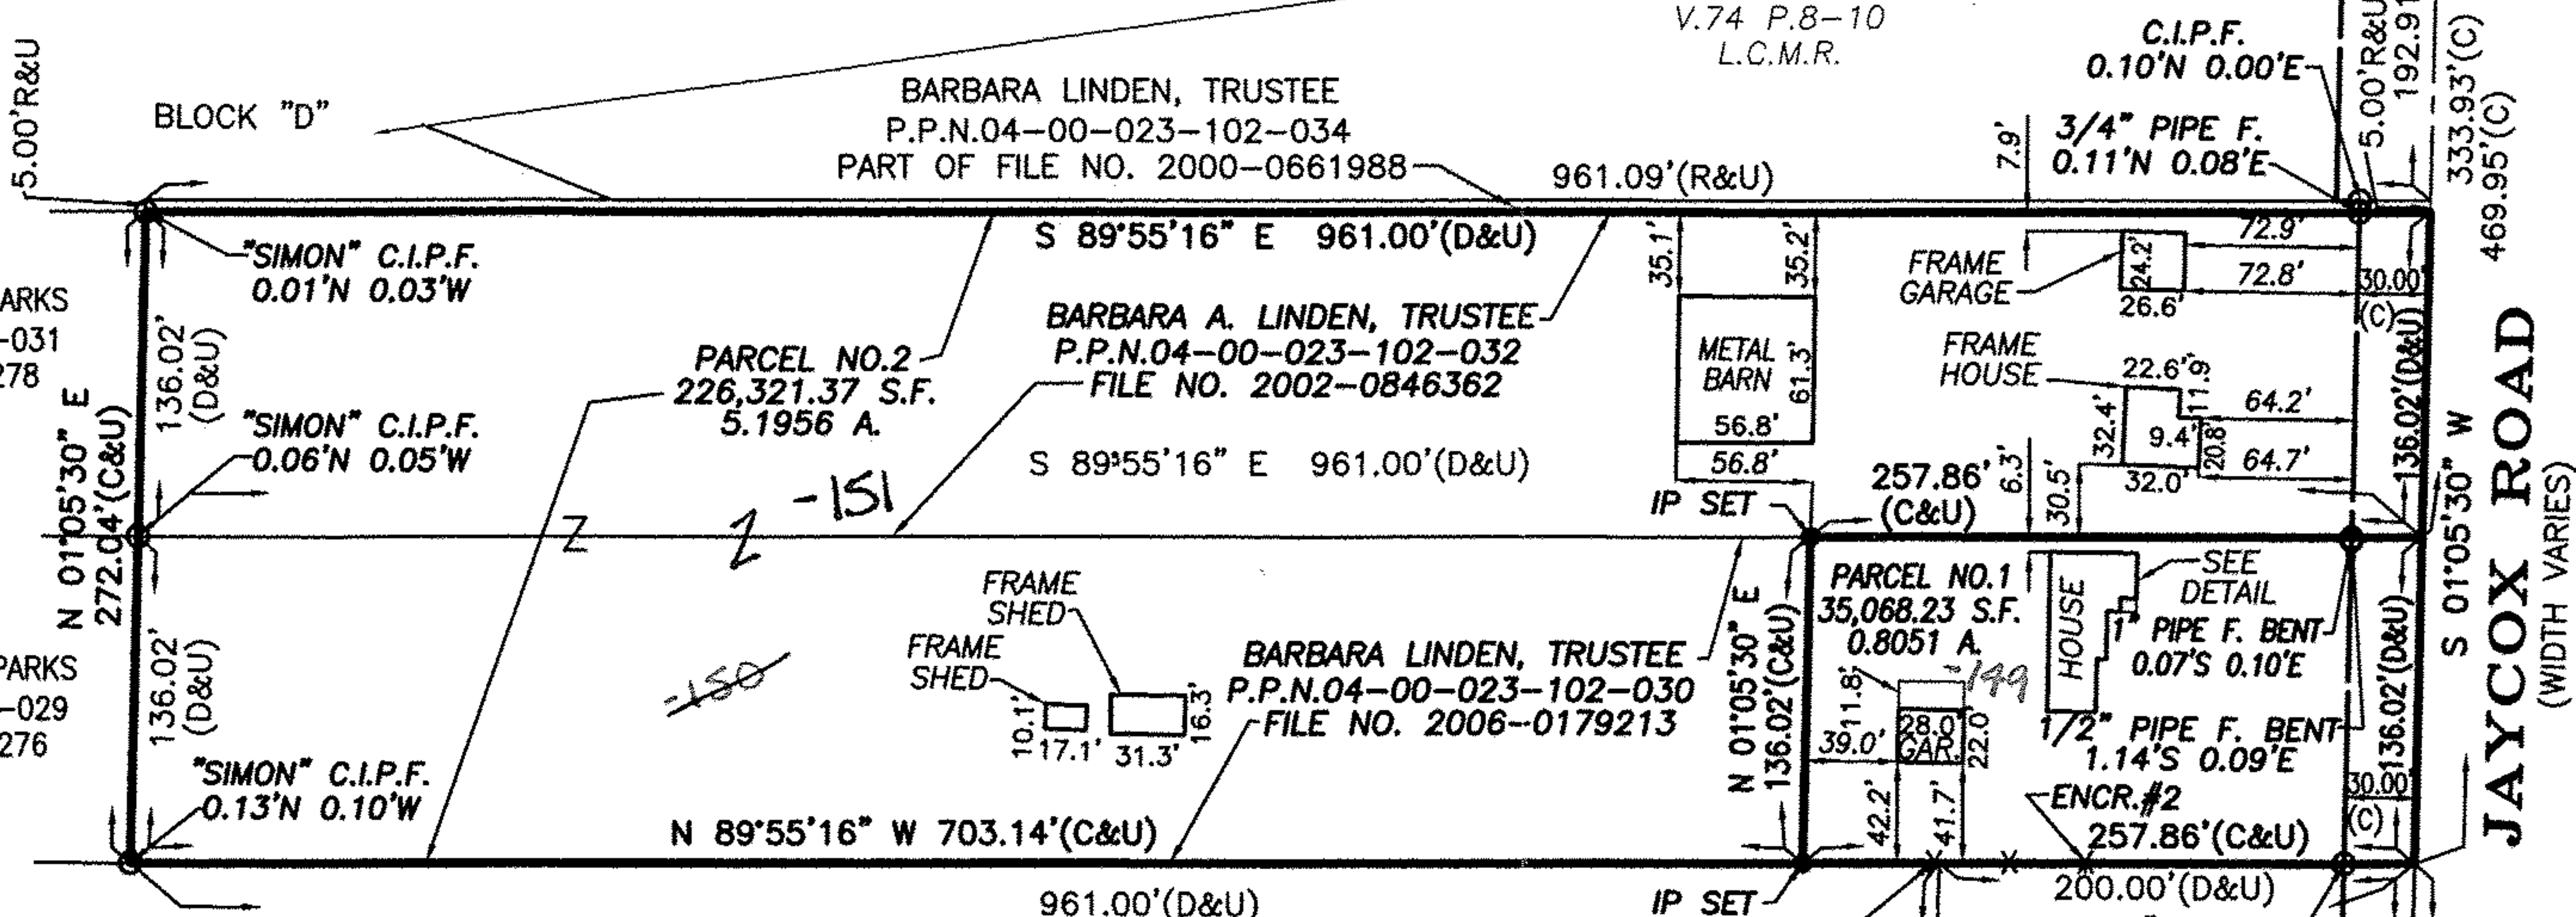 V.74 P.8-10
L.C.M.R.
5.00'R&U
BLOCK "D"
BARBARA LINDEN, TRUSTEE
P.P.N.04-00-023-102-034
PART OF FILE NO. 2000-0661988
961.09'(R&U)
C.I.P.F.
0.10'N 0.00'E
3/4" PIPE F.
0.11'N 0.08'E
7.9'
5.00'R&U
192.91
333.93'(C)
469.95'(C)
S 89°55'16" E 961.00'(D&U)
"SIMON" C.I.P.F.
0.01'N 0.03'W
ARKS
-031
278
N 01°05'30" E
272.04'(C&U)
136.02'
(D&U)
"SIMON" C.I.P.F.
0.06'N 0.05'W
PARCEL NO.2
226,321.37 S.F.
5.1956 A.
BARBARA A. LINDEN, TRUSTEE
P.P.N.04-00-023-102-032
FILE NO. 2002-0846362
S 89°55'16" E 961.00'(D&U)
-151
35.1'
35.2'
METAL
BARN
61.3'
56.8'
56.8'
FRAME
GARAGE
24.2'
26.6'
72.9'
72.8'
30.00'
(C)
FRAME
HOUSE
22.6'
11.9'
32.4'
9.4'
20.8'
32.0'
64.2'
64.7'
136.02'(D&U)
S 01°05'30" W
JAYCOX ROAD
(WIDTH VARIES)
IP SET
257.86'
(C&U)
6.3'
30.5'
Z
Z
PARKS
-029
276
136.02'
(D&U)
-150
FRAME
SHED
FRAME
SHED
10.1'
17.1'
31.3'
16.3'
BARBARA LINDEN, TRUSTEE
P.P.N.04-00-023-102-030
FILE NO. 2006-0179213
N 01°05'30" E
136.02'(C&U)
PARCEL NO.1
35,068.23 S.F.
0.8051 A.
-149
11.8'
39.0'
28.0'
GAR.
22.0'
42.2'
41.7'
HOUSE
SEE
DETAIL
1" PIPE F. BENT
0.07'S 0.10'E
1/2" PIPE F. BENT
1.14'S 0.09'E
136.02'(D&U)
30.00'
(C)
ENCR.#2
257.86'(C&U)
"SIMON" C.I.P.F.
0.13'N 0.10'W
N 89°55'16" W 703.14'(C&U)
961.00'(D&U)
IP SET
200.00'(D&U)